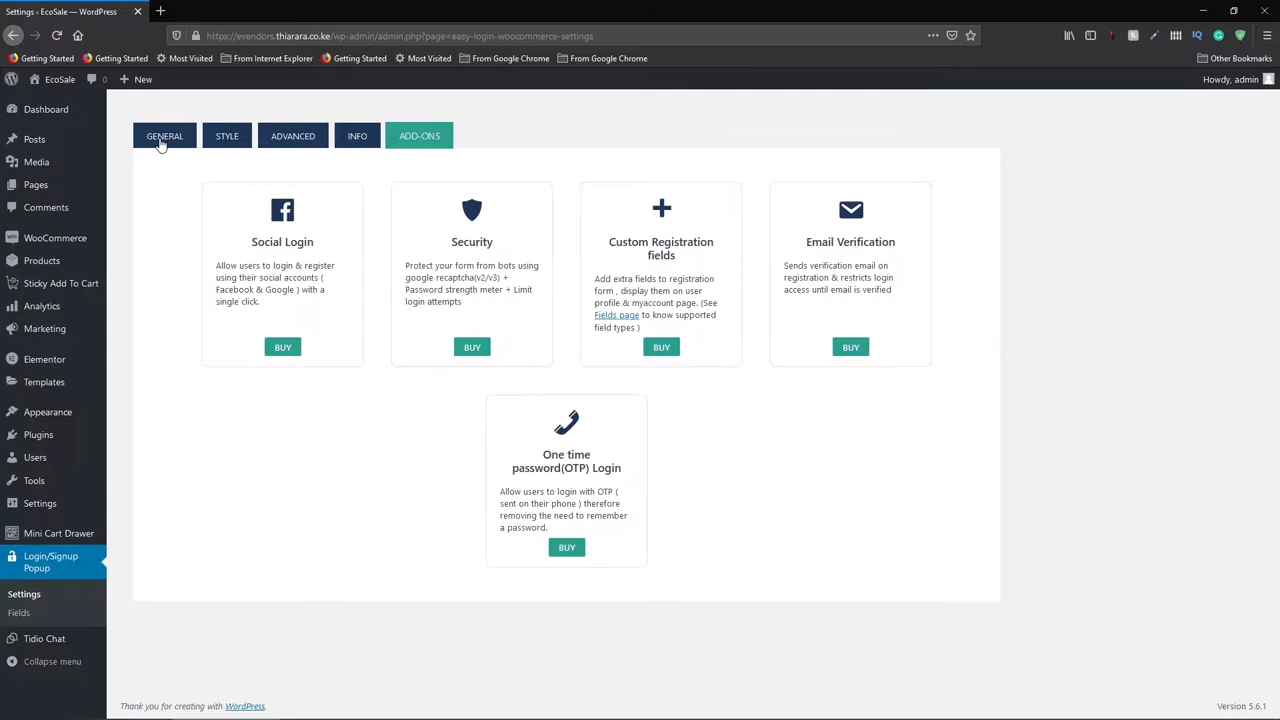 Settings ‹ EcoSale — WordPress
https://evendors.thiarara.co.ke/wp-admin/admin.php?page=easy-login-woocommerce-settings
Getting Started
Getting Started
Most Visited
From Internet Explorer
Getting Started
Most Visited
From Google Chrome
From Google Chrome
Other Bookmarks
EcoSale
0
New
Howdy, admin
Dashboard
Posts
Media
Pages
Comments
WooCommerce
Products
Sticky Add To Cart
Analytics
Marketing
Elementor
Templates
Appearance
Plugins
Users
Tools
Settings
Mini Cart Drawer
Login/Signup
Popup
Settings
Fields
Tidio Chat
Collapse menu
GENERAL
STYLE
ADVANCED
INFO
ADD-ONS
Social Login
Allow users to login & register
using their social accounts (
Facebook & Google ) with a
single click.
BUY
Security
Protect your form from bots using
google recaptcha(v2/v3) +
Password strength meter + Limit
login attempts
BUY
Custom Registration
fields
Add extra fields to registration
form , display them on user
profile & myaccount page. (See
Fields page to know supported
field types )
BUY
Email Verification
Sends verification email on
registration & restricts login
access until email is verified
BUY
One time
password(OTP) Login
Allow users to login with OTP (
sent on their phone ) therefore
removing the need to remember
a password.
BUY
Thank you for creating with WordPress.
Version 5.6.1